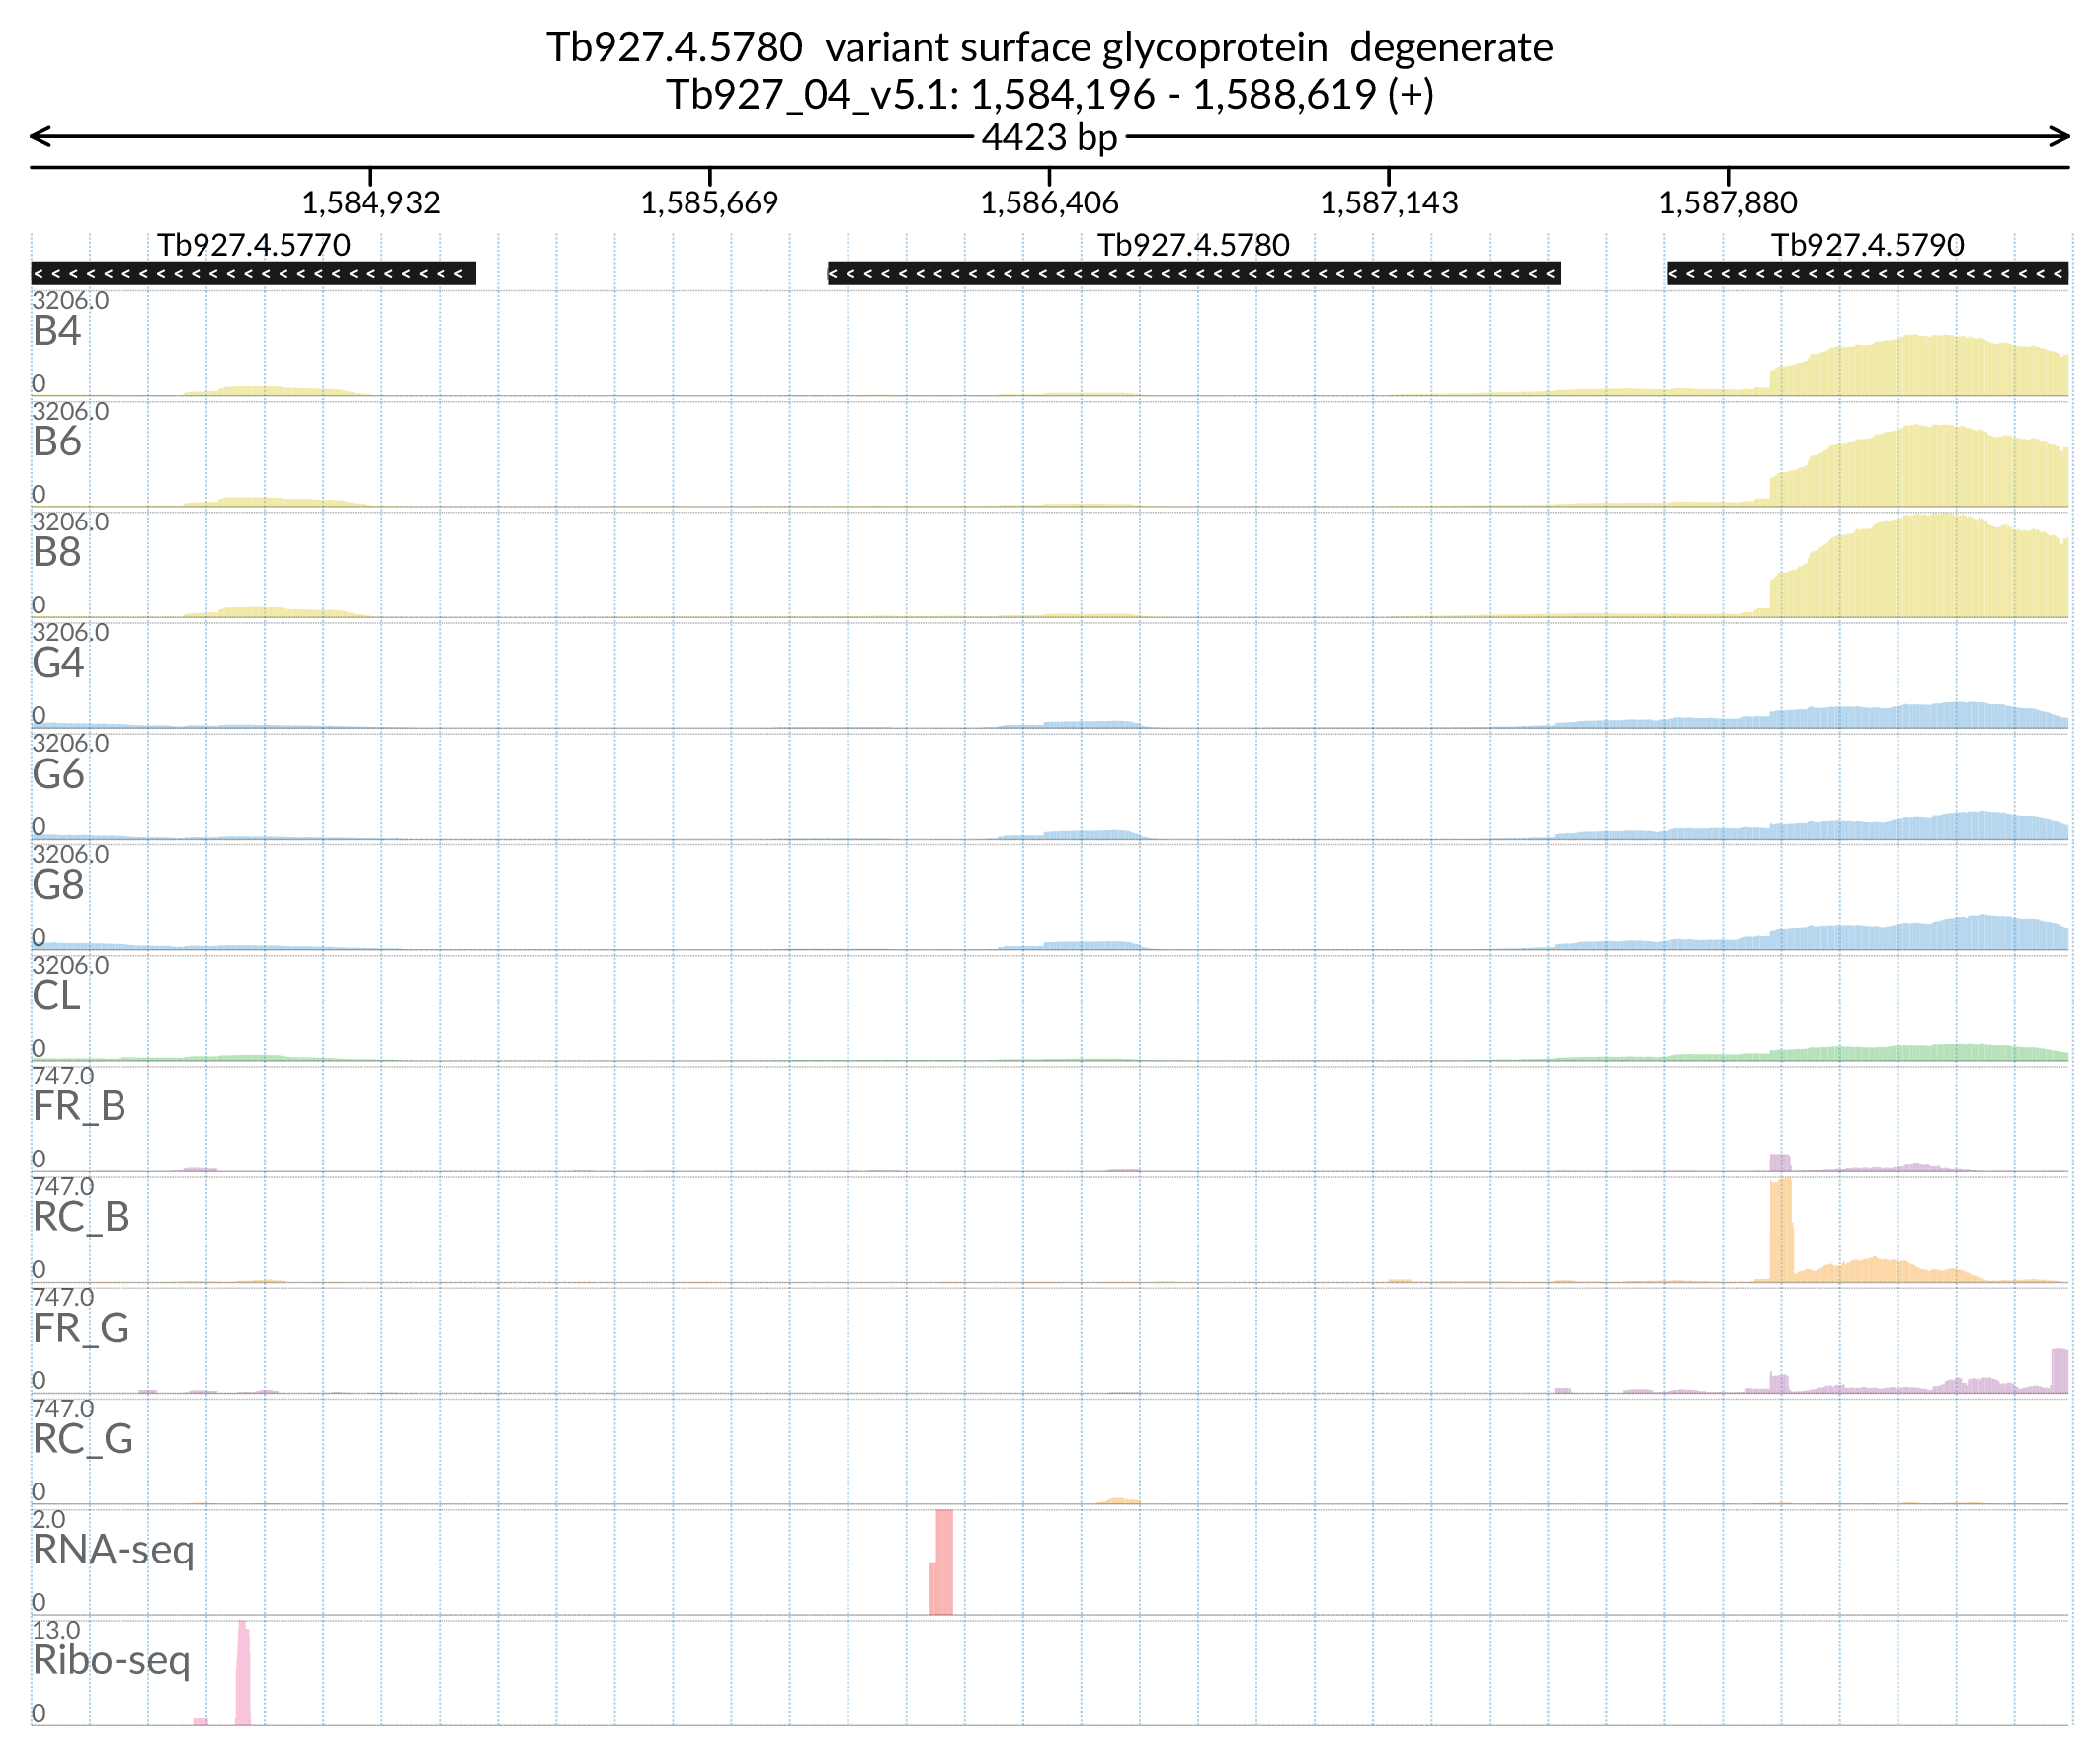 Tb927.4.5780 variant surface glycoprotein degenerate
Tb927_04_v5.1: 1,584,196 - 1,588,619 (+)
4423 bp
1,584,932 1,585,669 1,586,406 1,587,143 1,587,880
Tb927.4.5770 Tb927.4.5780 Tb927.4.5790
3206.0
B4
0
3206.0
B6
0
3206.0
B8
0
3206.0
G4
0
3206.0
G6
0
3206.0
G8
0
3206.0
CL
0
747.0
FR_B
0
747.0
RC_B
0
747.0
FR_G
0
747.0
RC_G
0
2.0
RNA-seq
0
13.0
Ribo-seq
0